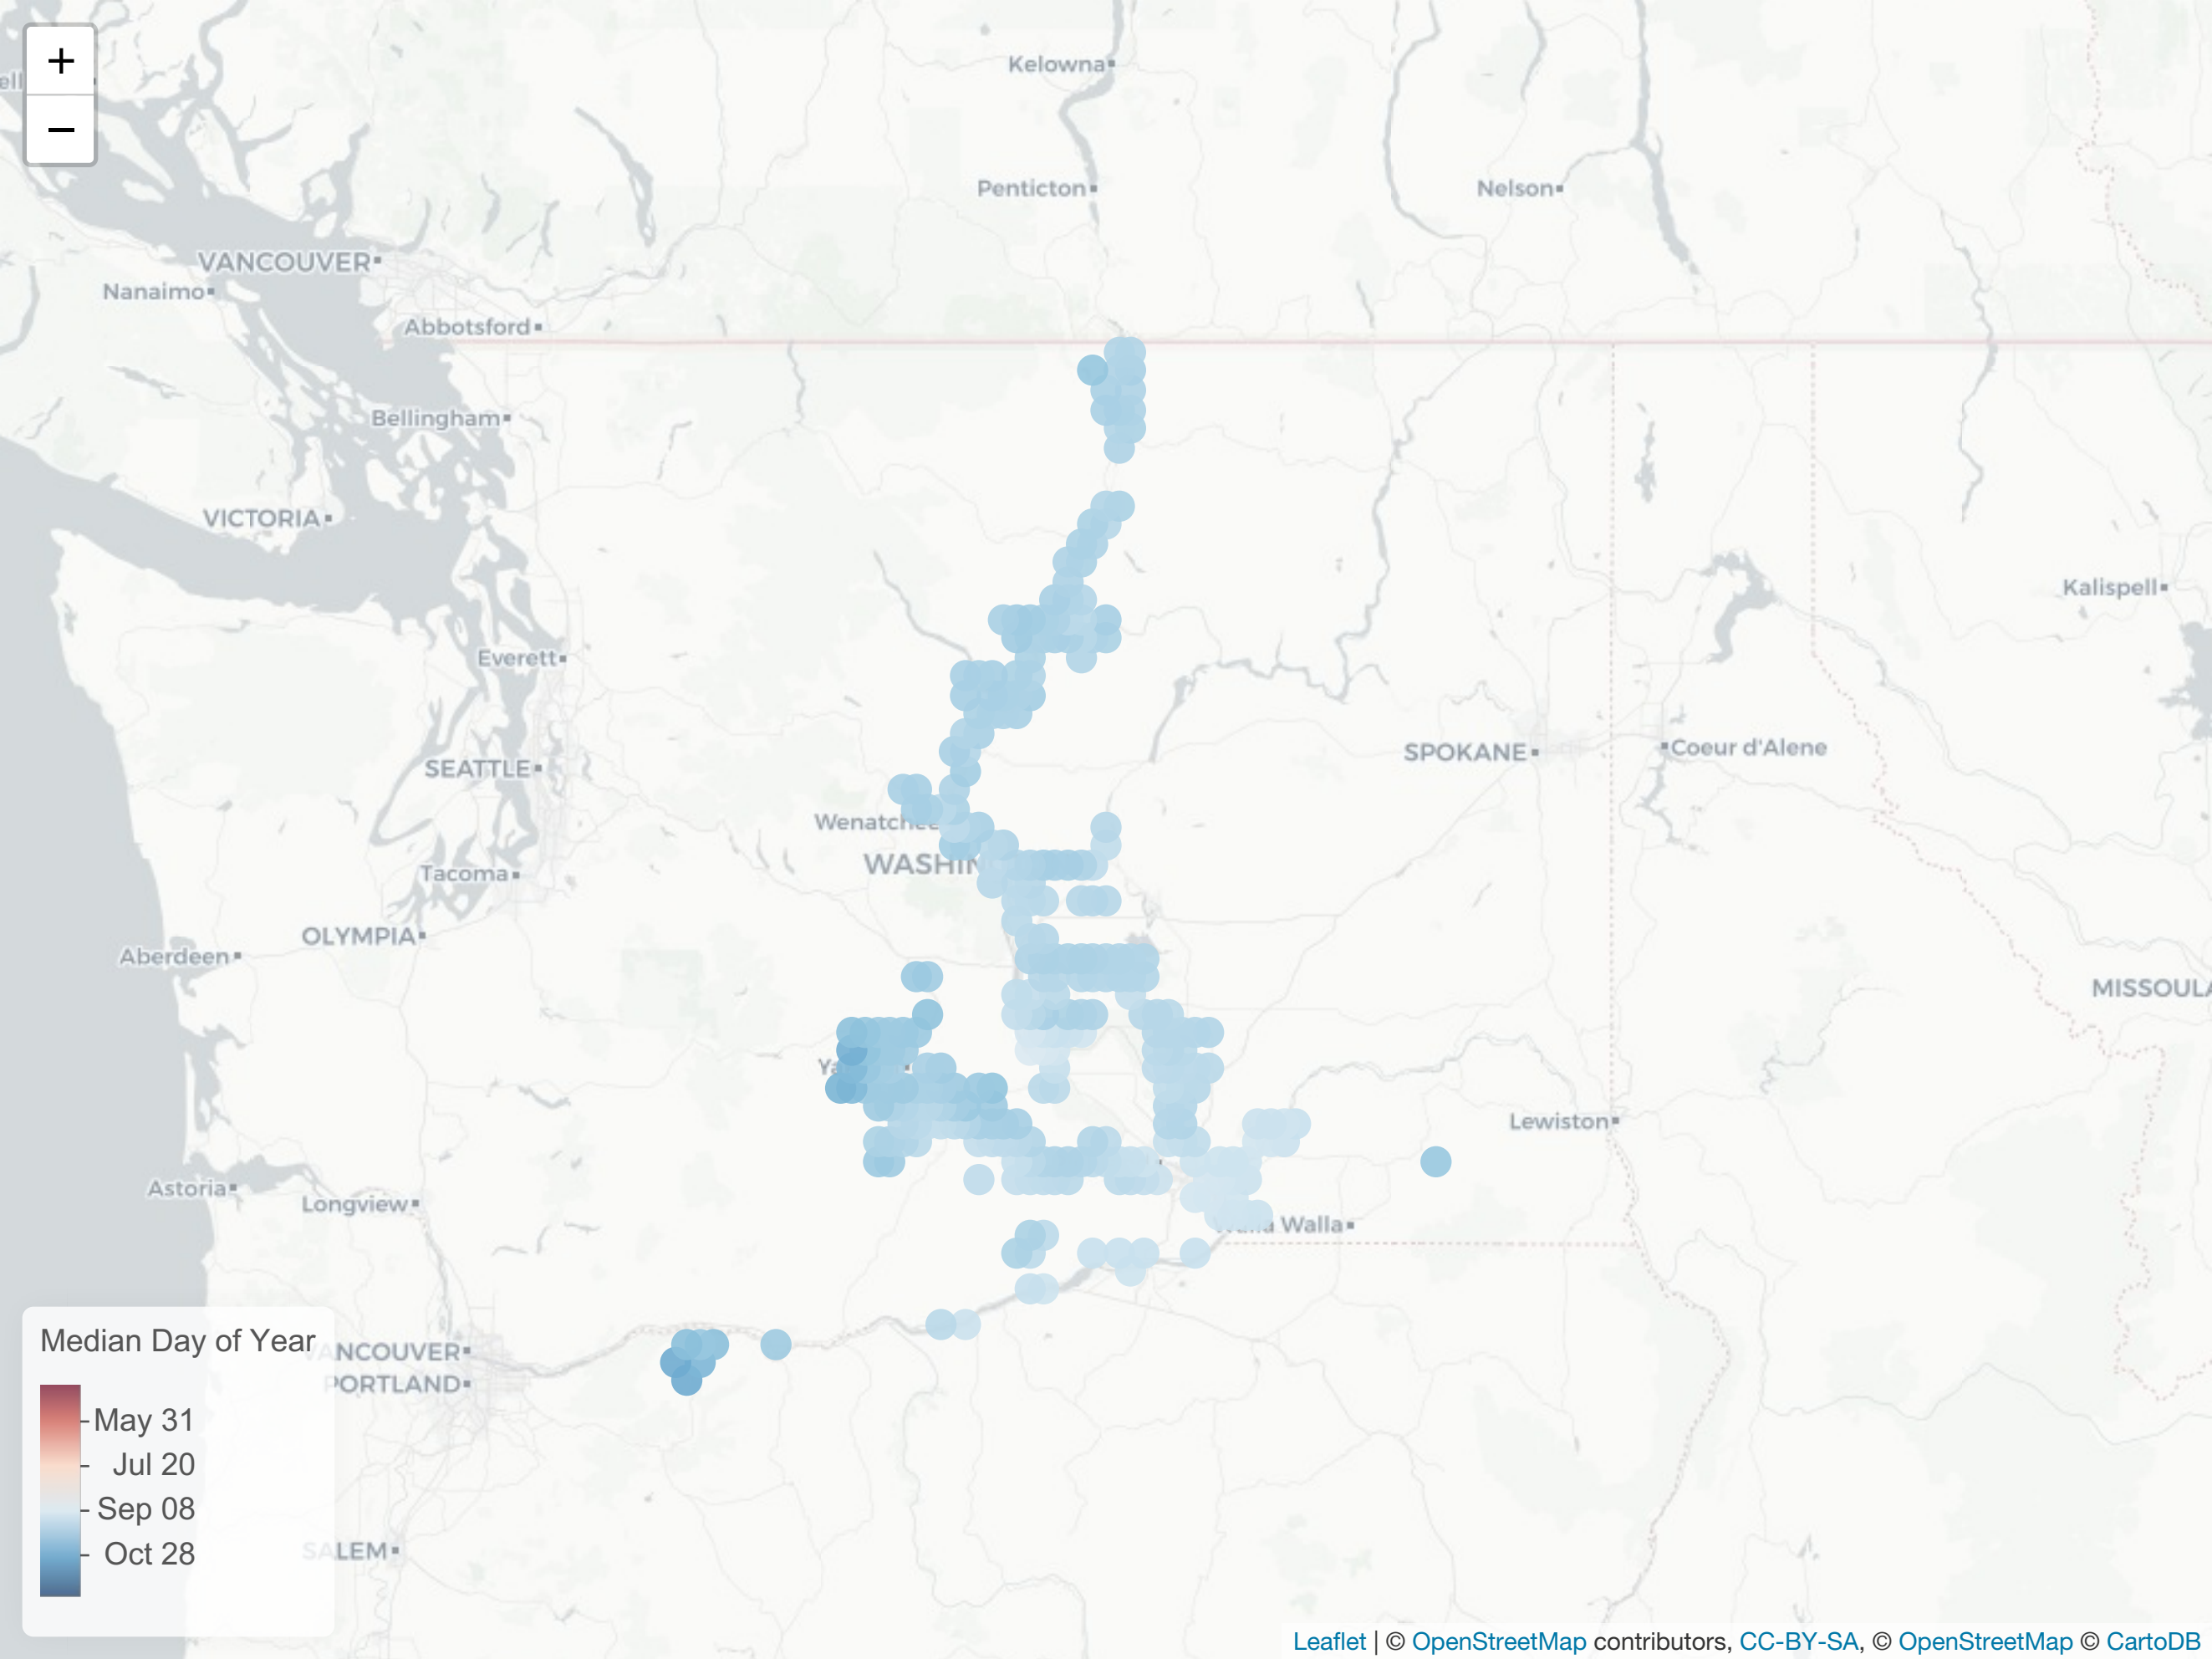 +
−
Kelowna
Penticton
Nelson
VANCOUVER
Nanaimo
Abbotsford
Bellingham
VICTORIA
Kalispell
Everett
SPOKANE
Coeur d'Alene
SEATTLE
Tacoma
OLYMPIA
Aberdeen
MISSOULA
Lewiston
Astoria
Longview
Walla
PORTLAND
SALEM
Median Day of Year
May 31
Jul 20
Sep 08
Oct 28
Leaflet | © OpenStreetMap contributors, CC-BY-SA, © OpenStreetMap © CartoDB